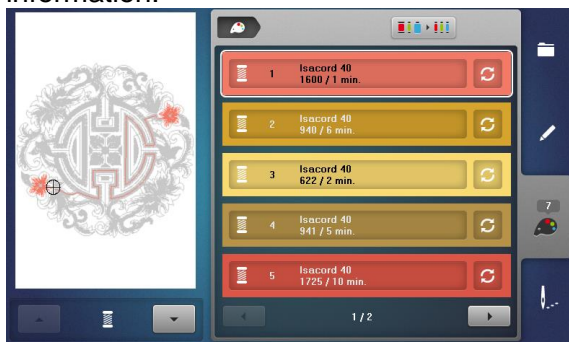 information.
1
Isacord 40
1600 / 1 min.
2
Isacord 40
940 / 6 min.
3
Isacord 40
622 / 2 min.
4
Isacord 40
941 / 5 min.
5
Isacord 40
1725 / 10 min.
1 / 2
7